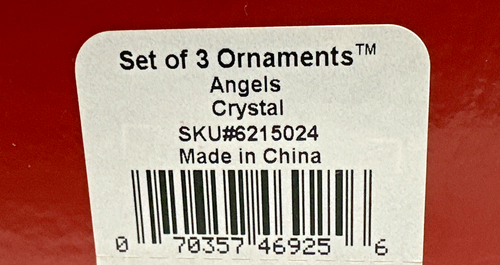 Set of 3 Ornaments™
Angels
Crystal
SKU#6215024
Made in China
0 70357 46925 6